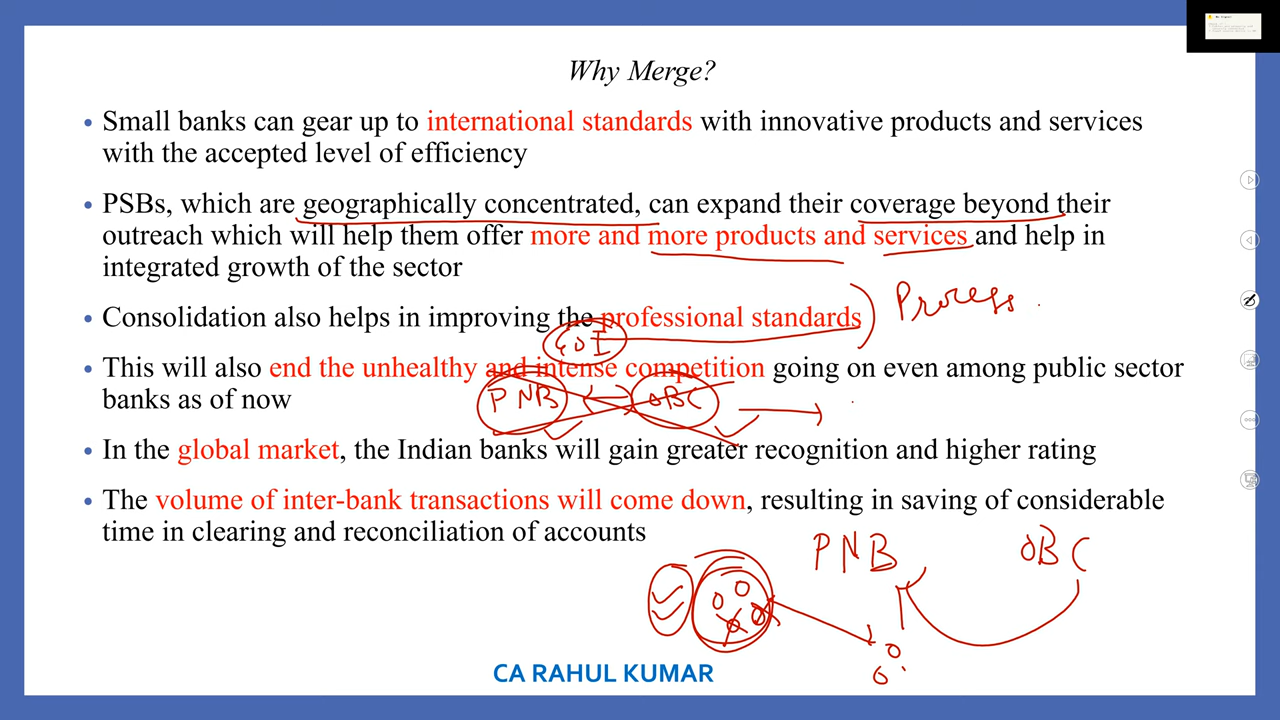 Why Merge?
• Small banks can gear up to international standards with innovative products and services
with the accepted level of efficiency
• PSBs, which are geographically concentrated, can expand their coverage beyond their
outreach which will help them offer more and more products and services and help in
integrated growth of the sector
• Consolidation also helps in improving the professional standards
Process
• This will also end the unhealthy and intense competition going on even among public sector
banks as of now
PNB OBC
• In the global market, the Indian banks will gain greater recognition and higher rating
• The volume of inter-bank transactions will come down, resulting in saving of considerable
time in clearing and reconciliation of accounts
PNB OBC
CA RAHUL KUMAR